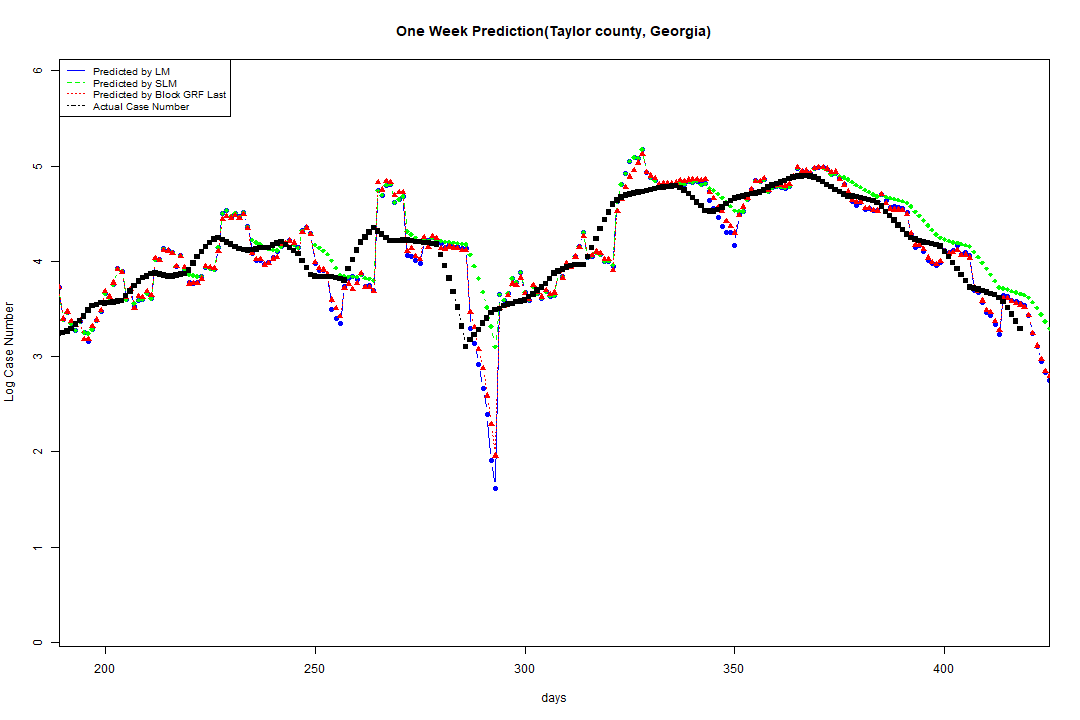 One Week Prediction(Taylor county, Georgia)
Predicted by LM
Predicted by SLM
Predicted by Block GRF Last
Actual Case Number
6
5
4
3
2
1
0
Log Case Number
200 250 300 350 400
days